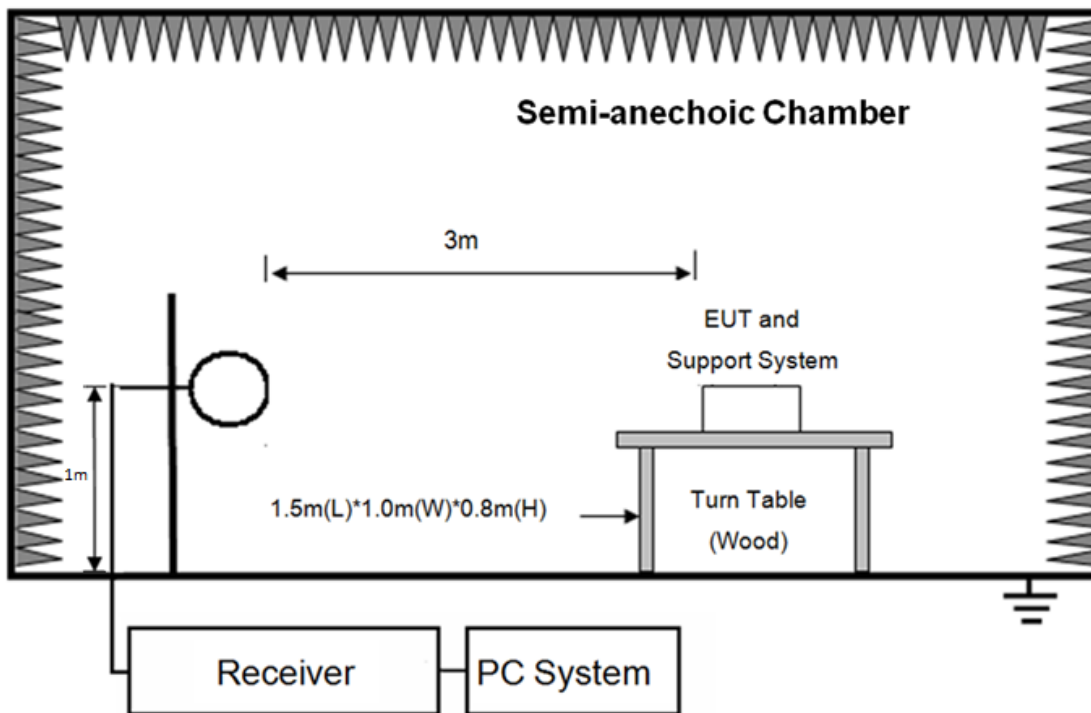 Semi-anechoic Chamber
3m
EUT and
Support System
1m
1.5m(L)*1.0m(W)*0.8m(H)
Turn Table
(Wood)
Receiver
PC System